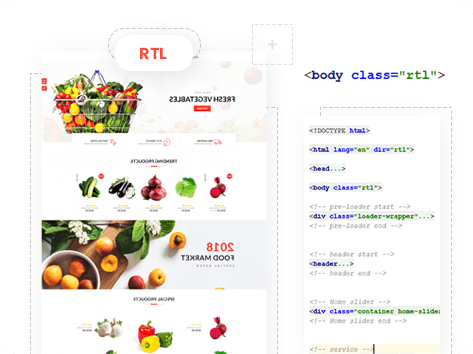 RTL
FRESH VEGETABLES
TRENDING PRODUCTS
2018
FOOD MARKET
SPECIAL OFFER
SPECIAL PRODUCTS
<body class="rtl">
<!DOCTYPE html>
<html lang="en" dir="rtl">
<head...>
<body class="rtl">
<!-- pre-loader start -->
<div class="loader-wrapper"...>
<!-- pre-loader end -->
<!-- header start -->
<header...>
<!-- header end -->
<!-- Home slider -->
<div class="container home-slider
<!-- Home slider end -->
<!-- service -->